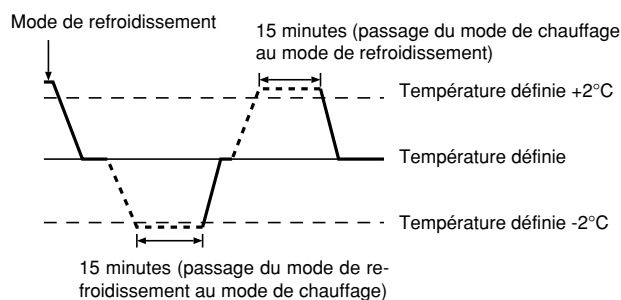 Mode de refroidissement
15 minutes (passage du mode de chauffage
au mode de refroidissement)
Température définie +2°C
Température définie
Température définie -2°C
15 minutes (passage du mode de re-
froidissement au mode de chauffage)